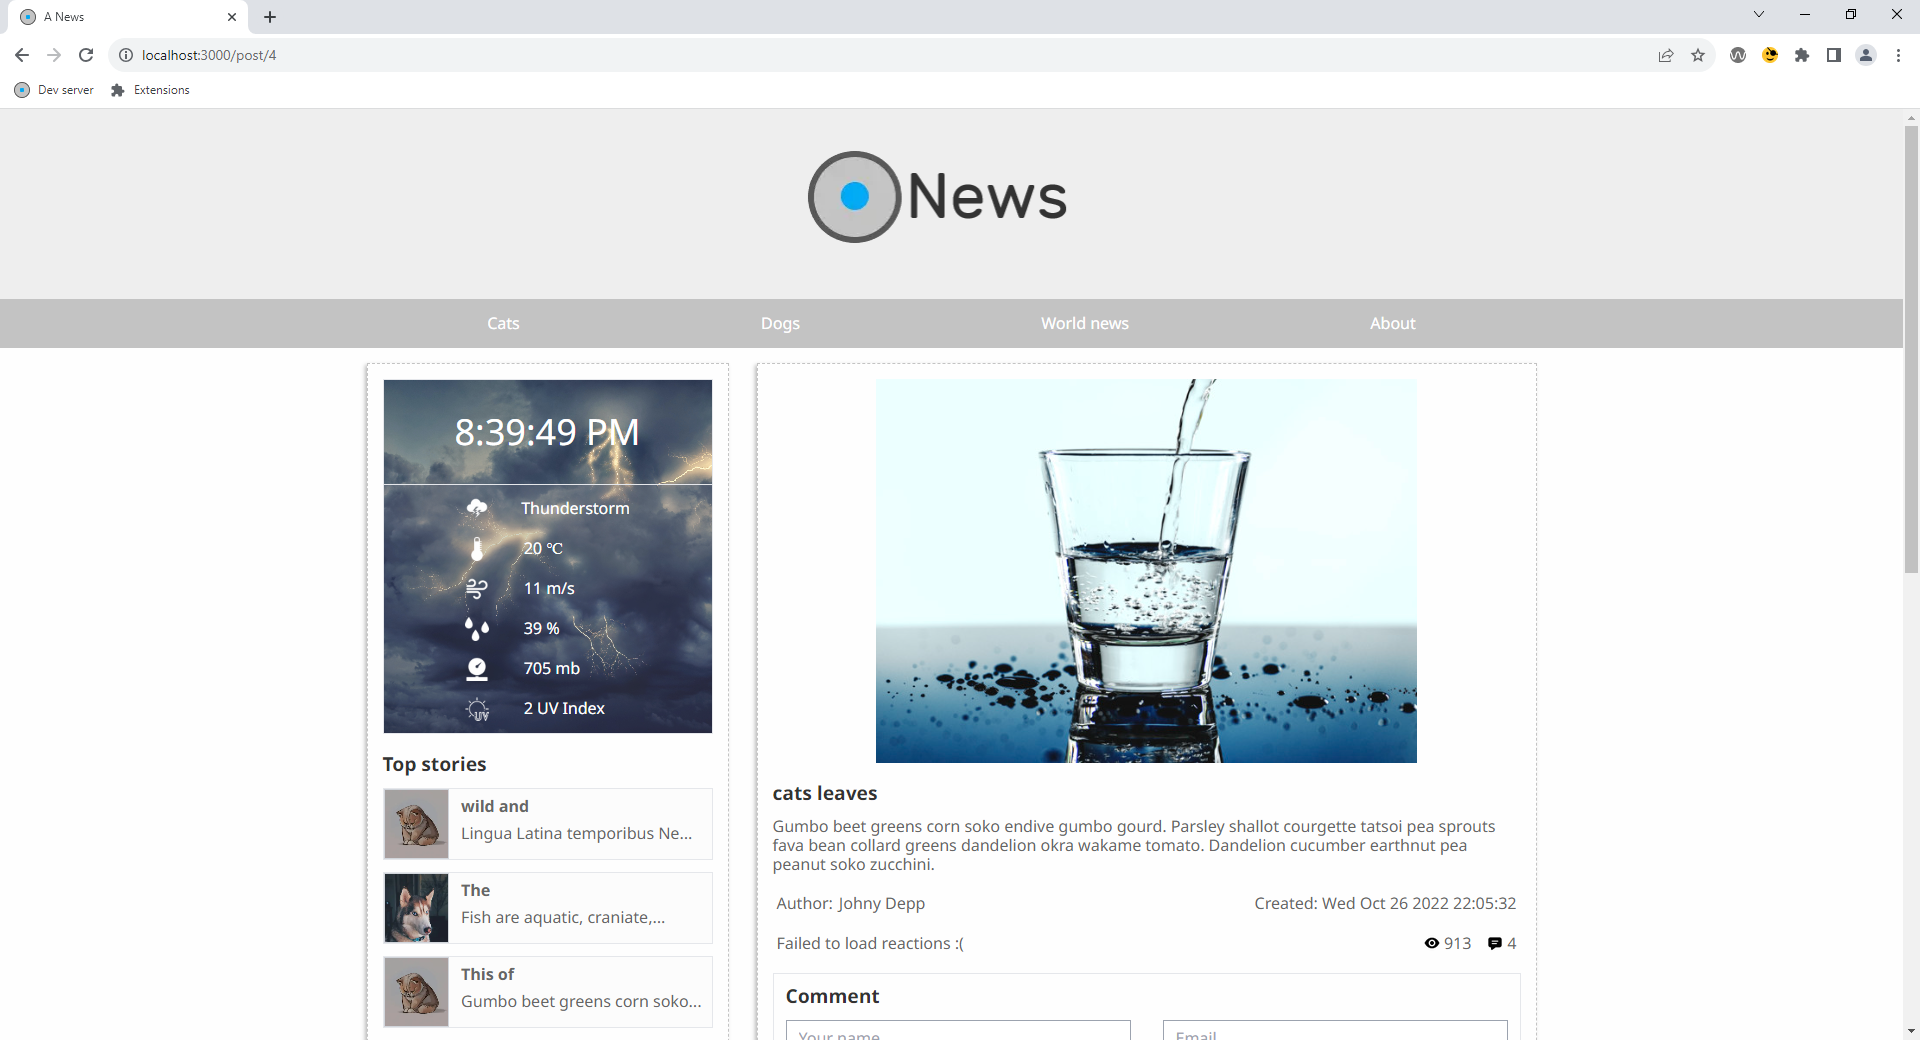 A News
localhost:3000/post/4
Dev server
Extensions
News
Cats
Dogs
World news
About
8:39:49 PM
Thunderstorm
20 ℃
11 m/s
39 %
705 mb
UV
2 UV Index
Top stories
wild and
Lingua Latina temporibus Ne...
The
Fish are aquatic, craniate,...
This of
Gumbo beet greens corn soko...
cats leaves
Gumbo beet greens corn soko endive gumbo gourd. Parsley shallot courgette tatsoi pea sprouts
fava bean collard greens dandelion okra wakame tomato. Dandelion cucumber earthnut pea
peanut soko zucchini.
Author: Johny Depp
Created: Wed Oct 26 2022 22:05:32
Failed to load reactions :(
913
4
Comment
Your name
Email